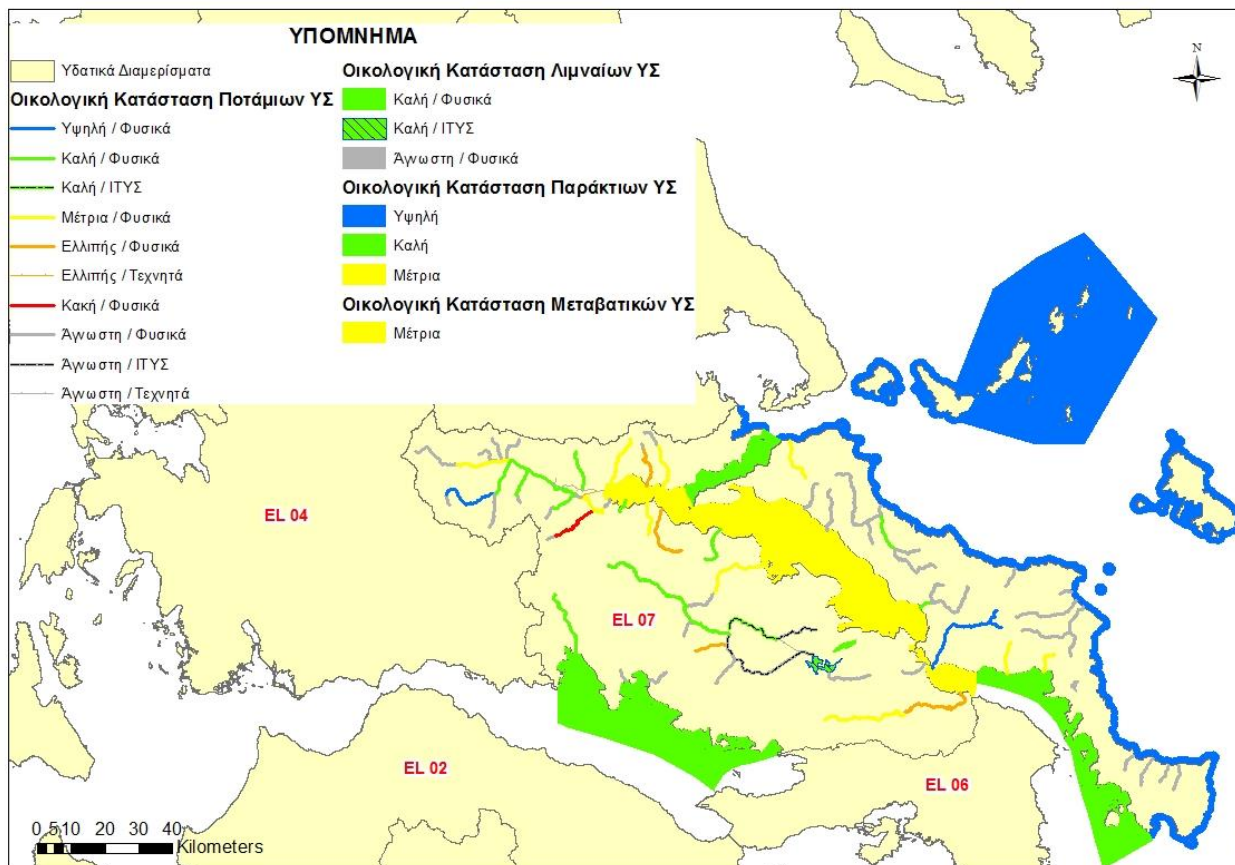 ΥΠΟΜΝΗΜΑ
Υδατικά Διαμερίσματα
Οικολογική Κατάσταση Ποτάμιων ΥΣ
Υψηλή / Φυσικά
Καλή / Φυσικά
Καλή / ΙΤΥΣ
Μέτρια / Φυσικά
Ελλιπής / Φυσικά
Ελλιπής / Τεχνητά
Κακή / Φυσικά
Άγνωστη / Φυσικά
Άγνωστη / ΙΤΥΣ
Άγνωστη / Τεχνητά
Οικολογική Κατάσταση Λιμναίων ΥΣ
Καλή / Φυσικά
Καλή / ΙΤΥΣ
Άγνωστη / Φυσικά
Οικολογική Κατάσταση Παράκτιων ΥΣ
Υψηλή
Καλή
Μέτρια
Οικολογική Κατάσταση Μεταβατικών ΥΣ
Μέτρια
N
EL 04
EL 07
EL 02
EL 06
0 5 10 20 30 40
Kilometers